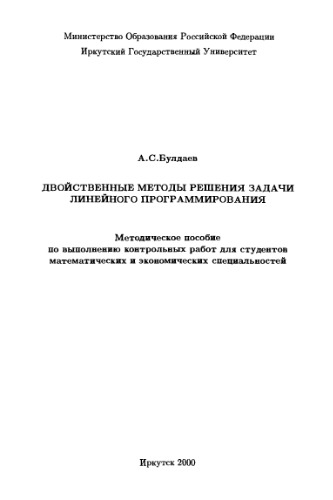 Министерство Образования Российской Федерации
Иркутский Государственный Университет
А.С.Булдаев
ДВОЙСТВЕННЫЕ МЕТОДЫ РЕШЕНИЯ ЗАДАЧИ
ЛИНЕЙНОГО ПРОГРАММИРОВАНИЯ
Методическое пособие
по выполнению контрольных работ для студентов
математических и экономических специальностей
Иркутск 2000